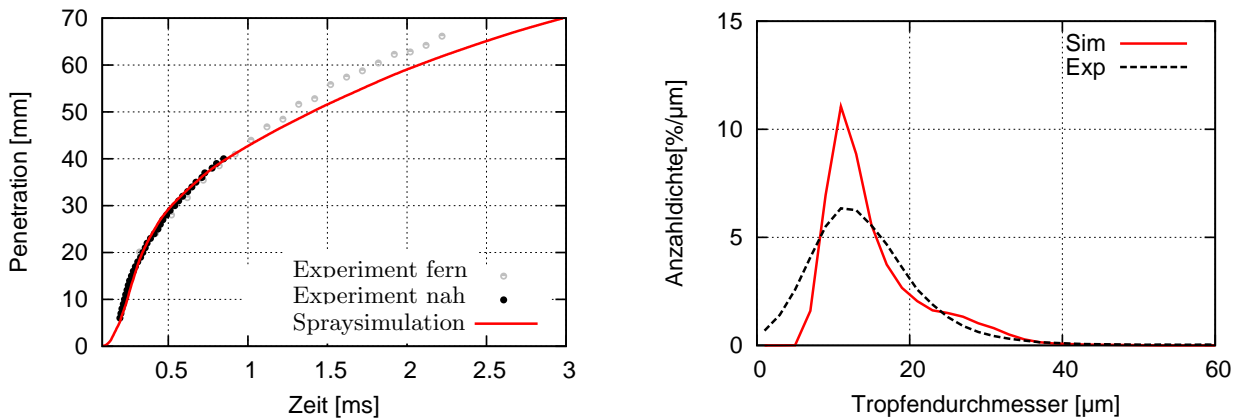 70
60
50
40
30
20
10
0
Penetration [mm]
Experiment fern
Experiment nah
Spraysimulation
0.5 1 1.5 2 2.5 3
Zeit [ms]
15
10
5
0
Anzahldichte[%/µm]
Sim
Exp
0 20 40 60
Tropfendurchmesser [µm]